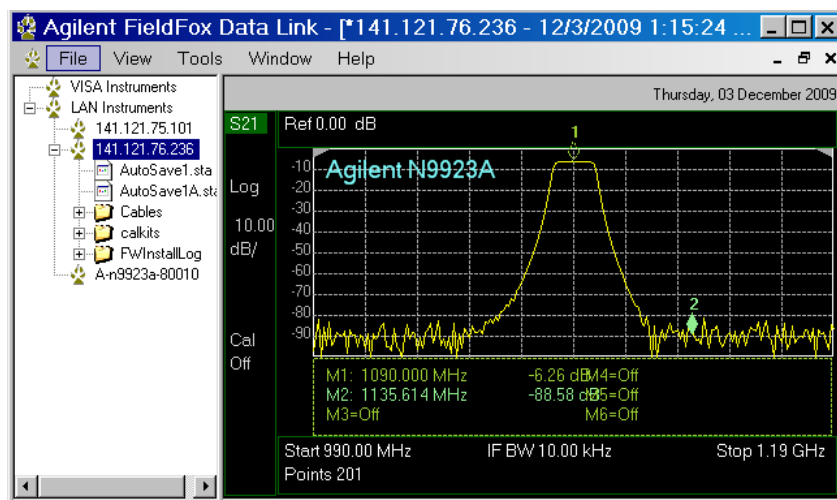 Agilent FieldFox Data Link - [*141.121.76.236 - 12/3/2009 1:15:24 ...
File View Tools Window Help
VISA Instruments
LAN Instruments
141.121.75.101
141.121.76.236
AutoSave1.sta
AutoSave1A.sta
Cables
calkits
FWInstallLog
A-n9923a-80010
Thursday, 03 December 2009
S21 Ref 0.00 dB
1
Agilent N9923A
Log
10.00
dB/
Cal
Off
-10
-20
-30
-40
-50
-60
-70
-80
-90
2
M1: 1090.000 MHz -6.26 dB M4=Off
M2: 1135.614 MHz -88.58 dB M5=Off
M3=Off M6=Off
Start 990.00 MHz IF BW 10.00 kHz Stop 1.19 GHz
Points 201